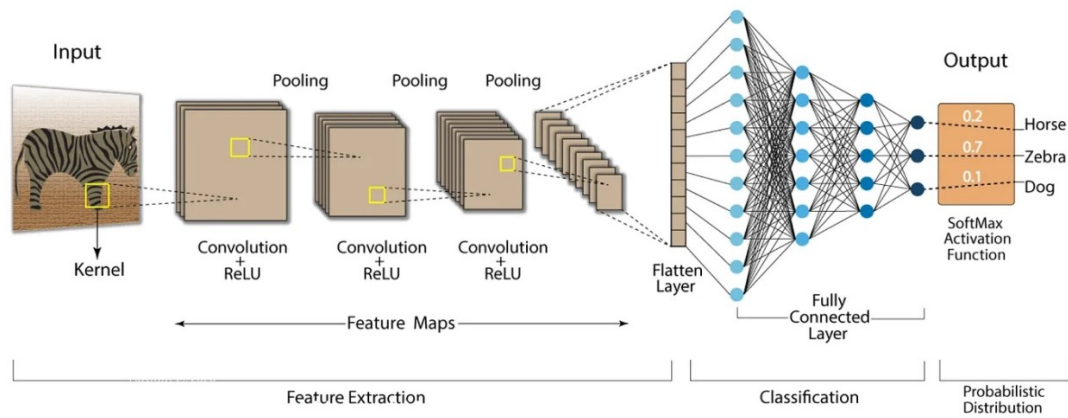 Input
Output
Pooling
Pooling
Pooling
0.2
Horse
0.7
Zebra
0.1
Dog
Kernel
Convolution
+
ReLU
Convolution
+
ReLU
Convolution
+
ReLU
Flatten
Layer
SoftMax
Activation
Function
Feature Maps
Fully
Connected
Layer
Feature Extraction
Classification
Probabilistic
Distribution